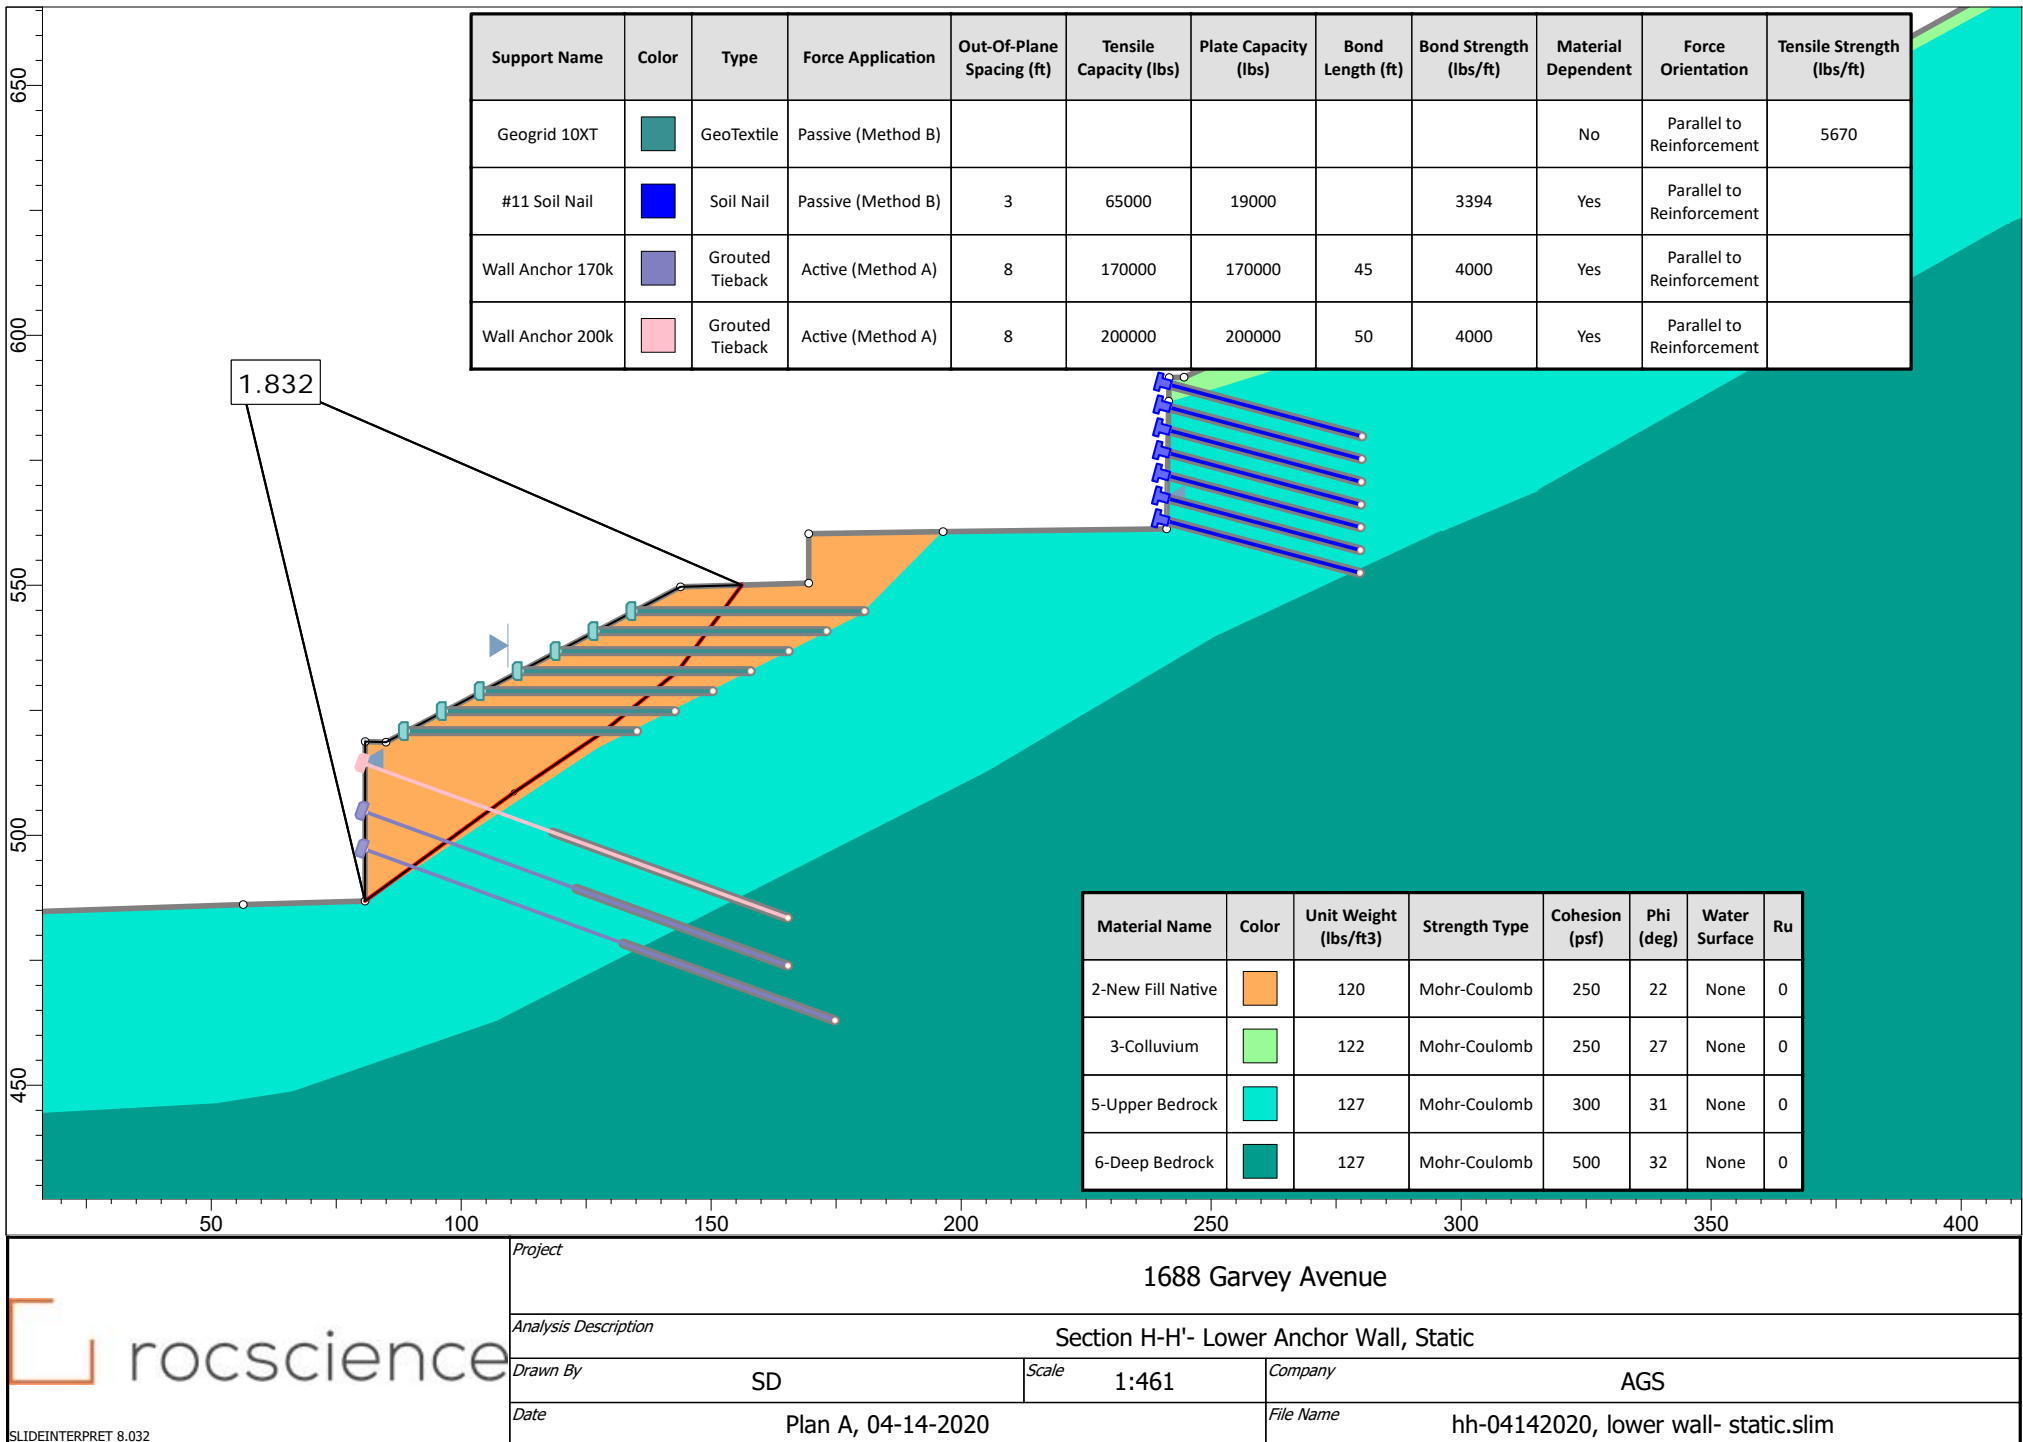 Support Name Color Type Force Application Out-Of-Plane Spacing (ft) Tensile Capacity (lbs) Plate Capacity (lbs) Bond Length (ft) Bond Strength (lbs/ft) Material Dependent Force Orientation Tensile Strength (lbs/ft)
Geogrid 10XT GeoTextile Passive (Method B) No Parallel to Reinforcement 5670
#11 Soil Nail Soil Nail Passive (Method B) 3 65000 19000 3394 Yes Parallel to Reinforcement
Wall Anchor 170k Grouted Tieback Active (Method A) 8 170000 170000 45 4000 Yes Parallel to Reinforcement
Wall Anchor 200k Grouted Tieback Active (Method A) 8 200000 200000 50 4000 Yes Parallel to Reinforcement
650
600
550
500
450
1.832
Material Name Color Unit Weight (lbs/ft3) Strength Type Cohesion (psf) Phi (deg) Water Surface Ru
2-New Fill Native 120 Mohr-Coulomb 250 22 None 0
3-Colluvium 122 Mohr-Coulomb 250 27 None 0
5-Upper Bedrock 127 Mohr-Coulomb 300 31 None 0
6-Deep Bedrock 127 Mohr-Coulomb 500 32 None 0
50 100 150 200 250 300 350 400
rocscience
SLIDEINTERPRET 8.032
Project
1688 Garvey Avenue
Analysis Description
Section H-H'- Lower Anchor Wall, Static
Drawn By SD Scale 1:461 Company AGS
Date Plan A, 04-14-2020 File Name hh-04142020, lower wall- static.slim